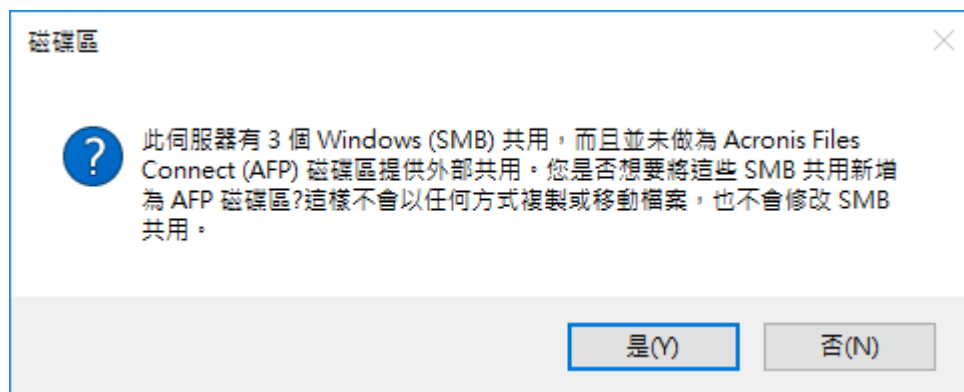 磁碟區
此伺服器有 3 個 Windows (SMB) 共用，而且並未做為 Acronis Files
Connect (AFP) 磁碟區提供外部共用。您是否想要將這些 SMB 共用新增
為 AFP 磁碟區?這樣不會以任何方式複製或移動檔案，也不會修改 SMB
共用。
是(Y)
否(N)